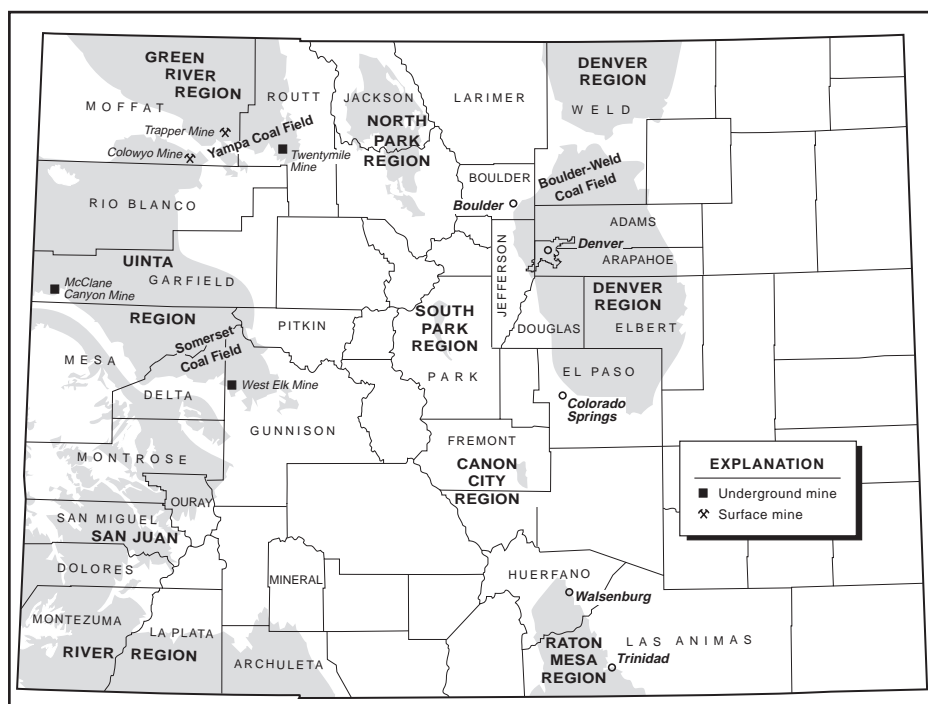 GREEN
RIVER
REGION
DENVER
REGION
MOFFAT
ROUTT
JACKSON
LARIMER
WELD
NORTH
PARK
REGION
Trapper Mine
Yampa Coal Field
Colowyo Mine
Twentymile
Mine
BOULDER
Boulder-Weld
Coal Field
Boulder
RIO BLANCO
ADAMS
Denver
ARAPAHOE
JEFFERSON
UINTA
GARFIELD
McClane
Canyon Mine
REGION
DENVER
REGION
SOUTH
PARK
REGION
DOUGLAS
ELBERT
PITKIN
Somerset
Coal Field
MESA
West Elk Mine
PARK
EL PASO
DELTA
Colorado
Springs
GUNNISON
FREMONT
MONTROSE
CANON
CITY
REGION
EXPLANATION
Underground mine
Surface mine
OURAY
SAN MIGUEL
SAN JUAN
DOLORES
MINERAL
HUERFANO
Walsenburg
MONTEZUMA
LA PLATA
RIVER REGION
ARCHULETA
RATON
MESA
REGION
LAS ANIMAS
Trinidad